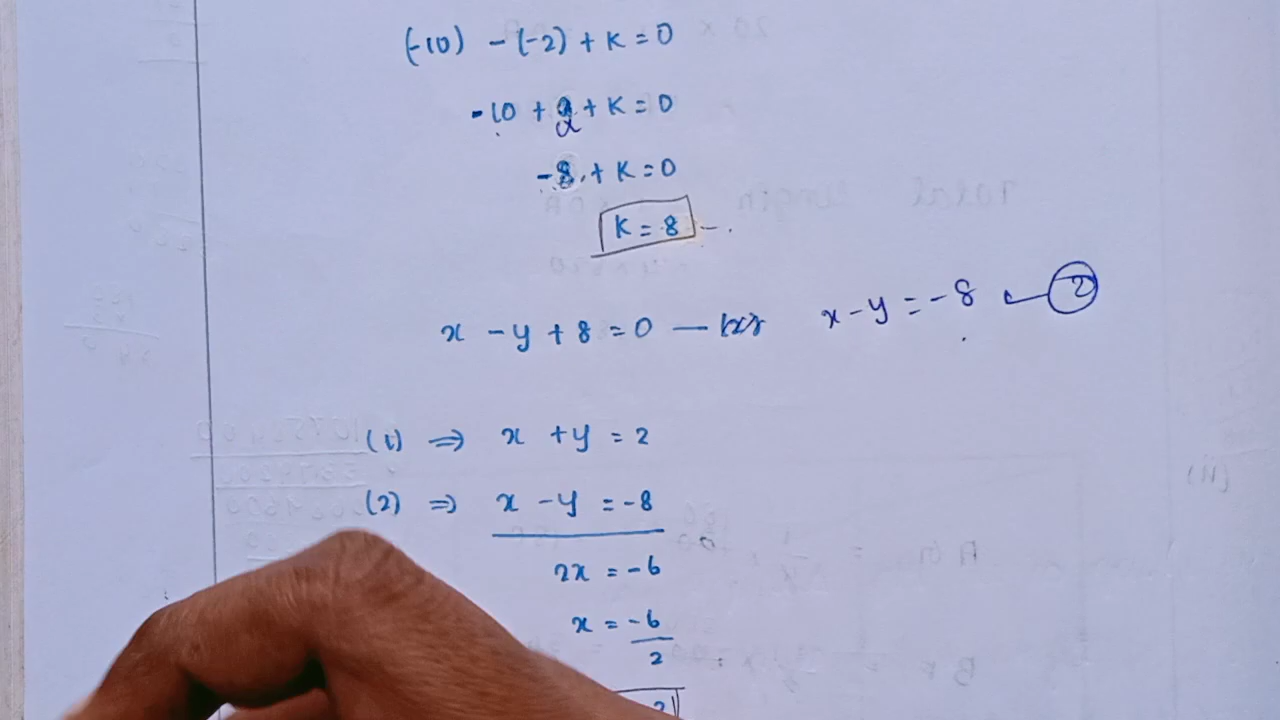 (-10) - (-2) + K = 0
-10 + 2 + K = 0
-8 + K = 0
K = 8
x - y + 8 = 0 —
x - y = -8
2
(1) ⇒ x + y = 2
(2) ⇒ x - y = -8
2x = -6
x = -6/2